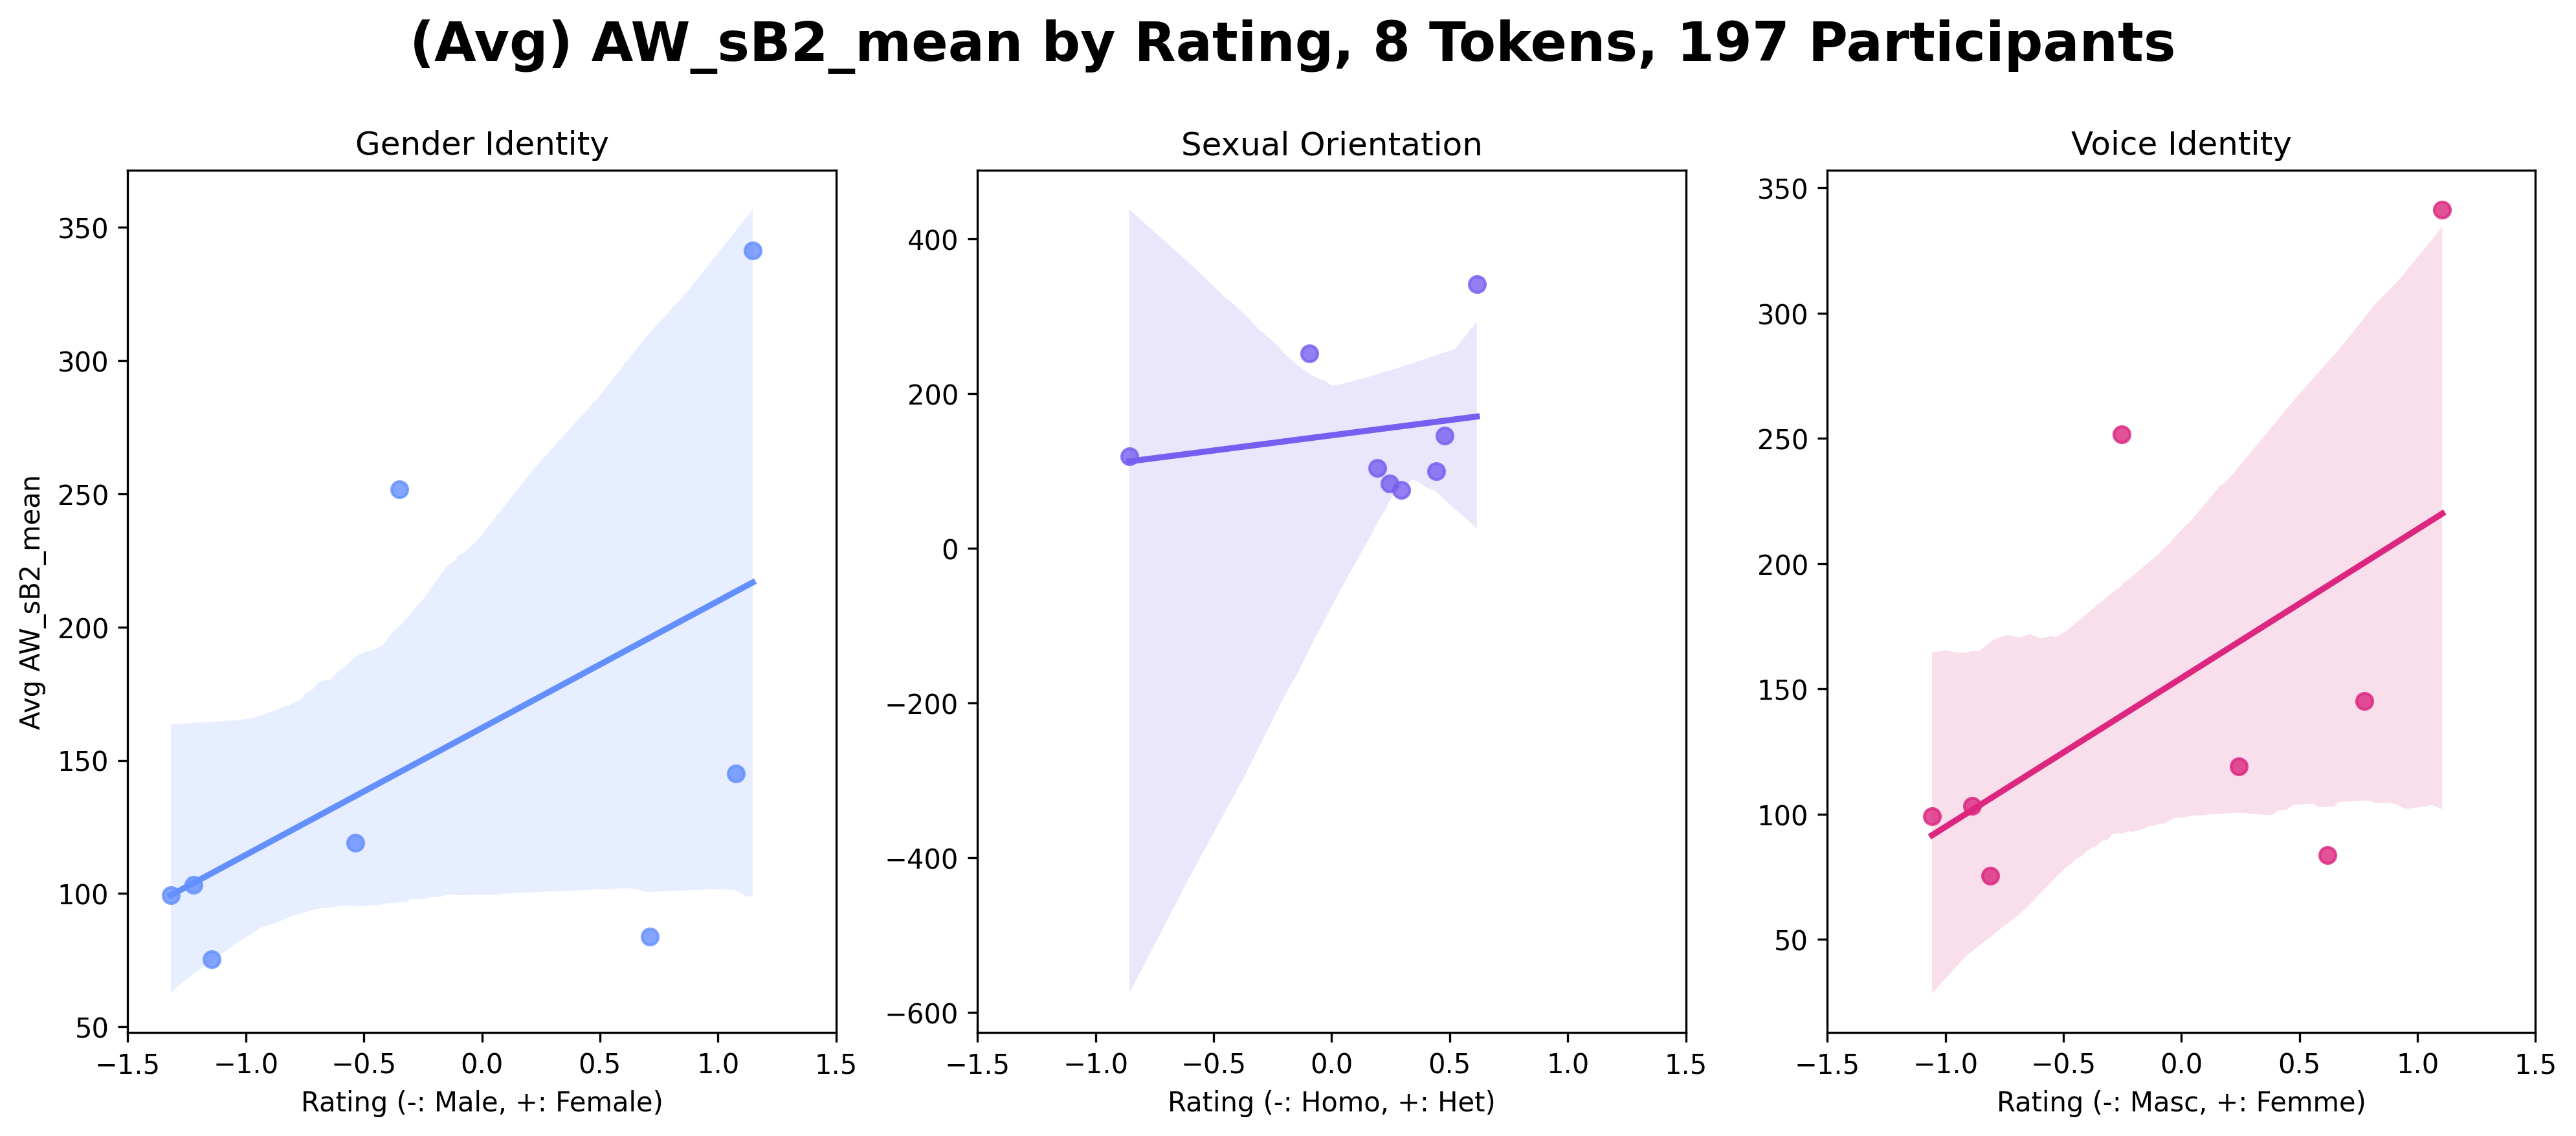 (Avg) AW_sB2_mean by Rating, 8 Tokens, 197 Participants
Gender Identity
Avg AW_sB2_mean
350
300
250
200
150
100
50
−1.5 −1.0 −0.5 0.0 0.5 1.0 1.5
Rating (-: Male, +: Female)
Sexual Orientation
400
200
0
−200
−400
−600
−1.5 −1.0 −0.5 0.0 0.5 1.0 1.5
Rating (-: Homo, +: Het)
Voice Identity
350
300
250
200
150
100
50
−1.5 −1.0 −0.5 0.0 0.5 1.0 1.5
Rating (-: Masc, +: Femme)